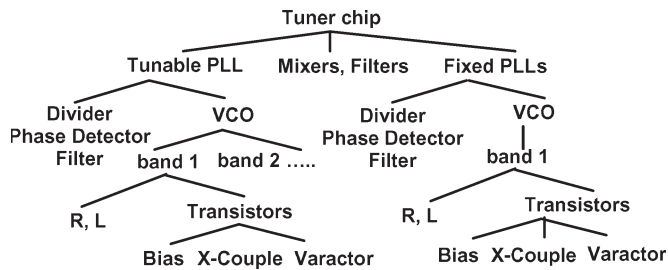 Tuner chip
Tunable PLL Mixers, Filters Fixed PLLs
Divider
Phase Detector
Filter
VCO
Divider
Phase Detector
Filter
VCO
band 1 band 2 …..
band 1
R, L
Transistors
R, L
Transistors
Bias X-Couple Varactor
Bias X-Couple Varactor